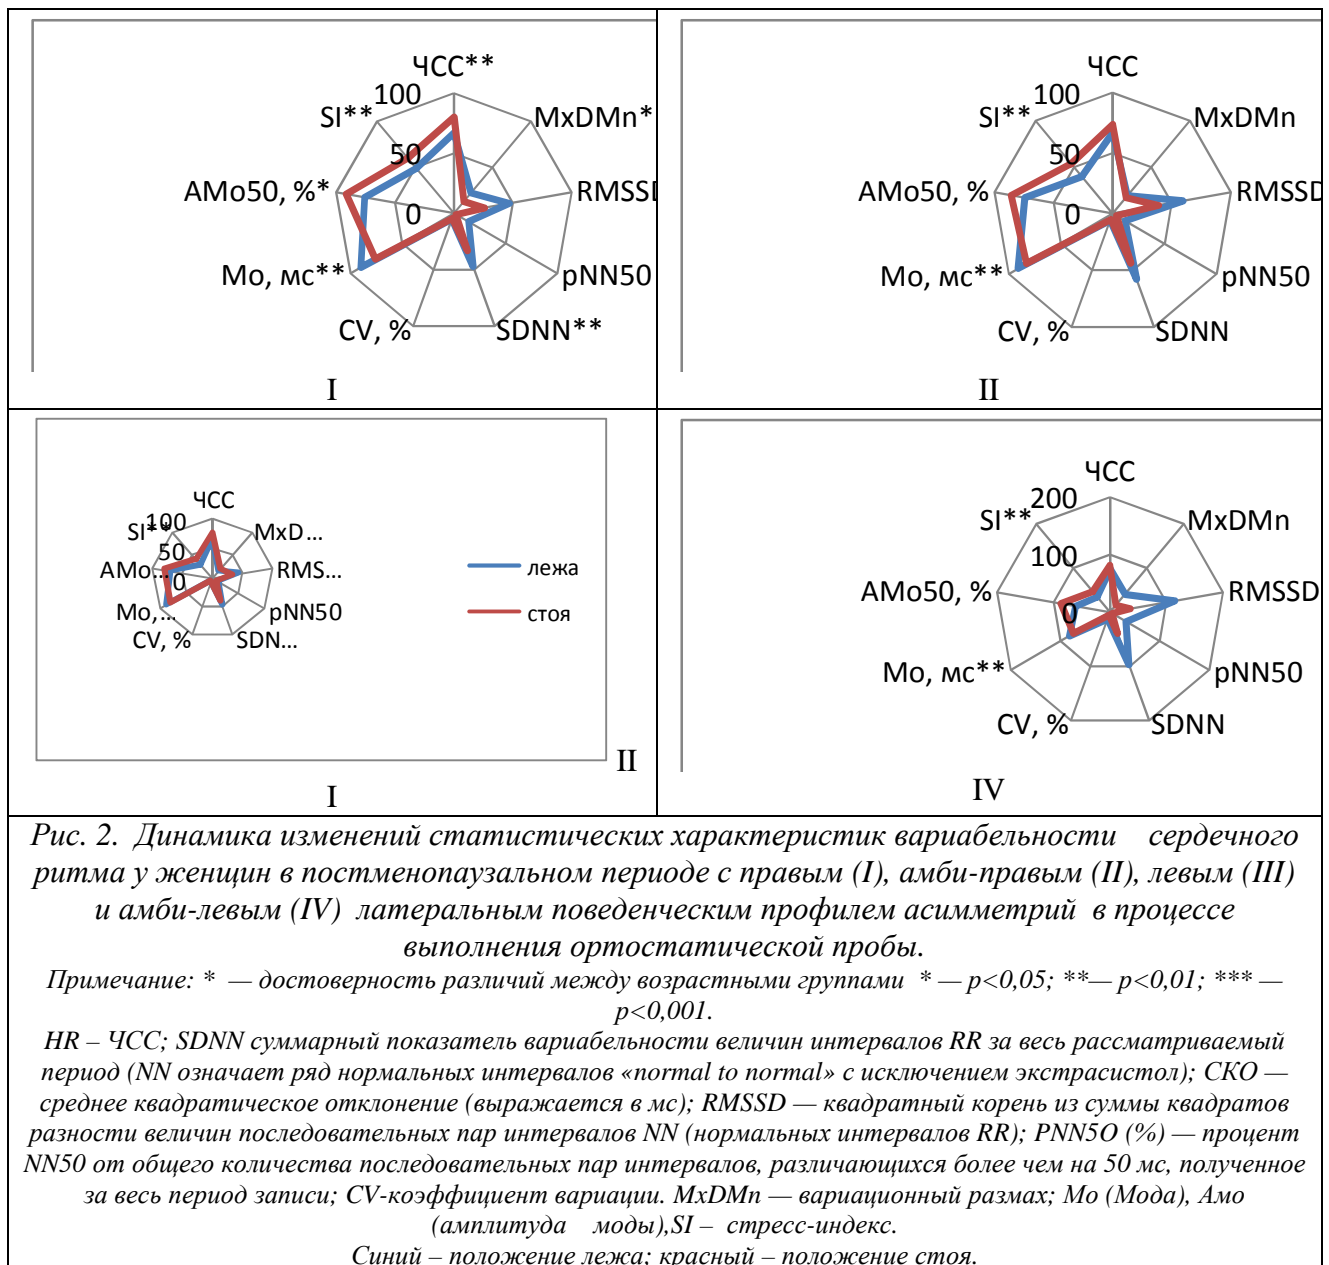 ЧСС**
100
MxDMn*
SI**
50
AMo50, %*
RMSSD
0
Mo, мс**
pNN50
CV, %
SDNN**
I
ЧСС
100
MxDMn
SI**
50
AMo50, %
RMSSD
0
Mo, мс**
pNN50
CV, %
SDNN
II
ЧСС
100
SI**
MxD...
50
AMo...
RMS...
0
Mo,...
pNN50
CV, %
SDN...
лежа
стоя
II
I
ЧСС
200
SI**
MxDMn
100
AMo50, %
RMSSD
0
Mo, мс**
pNN50
CV, %
SDNN
IV
Рис. 2. Динамика изменений статистических характеристик вариабельности сердечного
ритма у женщин в постменопаузальном периоде с правым (I), амби-правым (II), левым (III)
и амби-левым (IV) латеральным поведенческим профилем асимметрий в процессе
выполнения ортостатической пробы.
Примечание: * — достоверность различий между возрастными группами * — p<0,05; **— p<0,01; *** —
p<0,001.
HR – ЧСС; SDNN суммарный показатель вариабельности величин интервалов RR за весь рассматриваемый
период (NN означает ряд нормальных интервалов «normal to normal» с исключением экстрасистол); СКО —
среднее квадратическое отклонение (выражается в мс); RMSSD — квадратный корень из суммы квадратов
разности величин последовательных пар интервалов NN (нормальных интервалов RR); PNN5O (%) — процент
NN50 от общего количества последовательных пар интервалов, различающихся более чем на 50 мс, полученное
за весь период записи; CV-коэффициент вариации. MxDMn — вариационный размах; Мо (Мода), Амо
(амплитуда моды),SI – стресс-индекс.
Синий – положение лежа; красный – положение стоя.